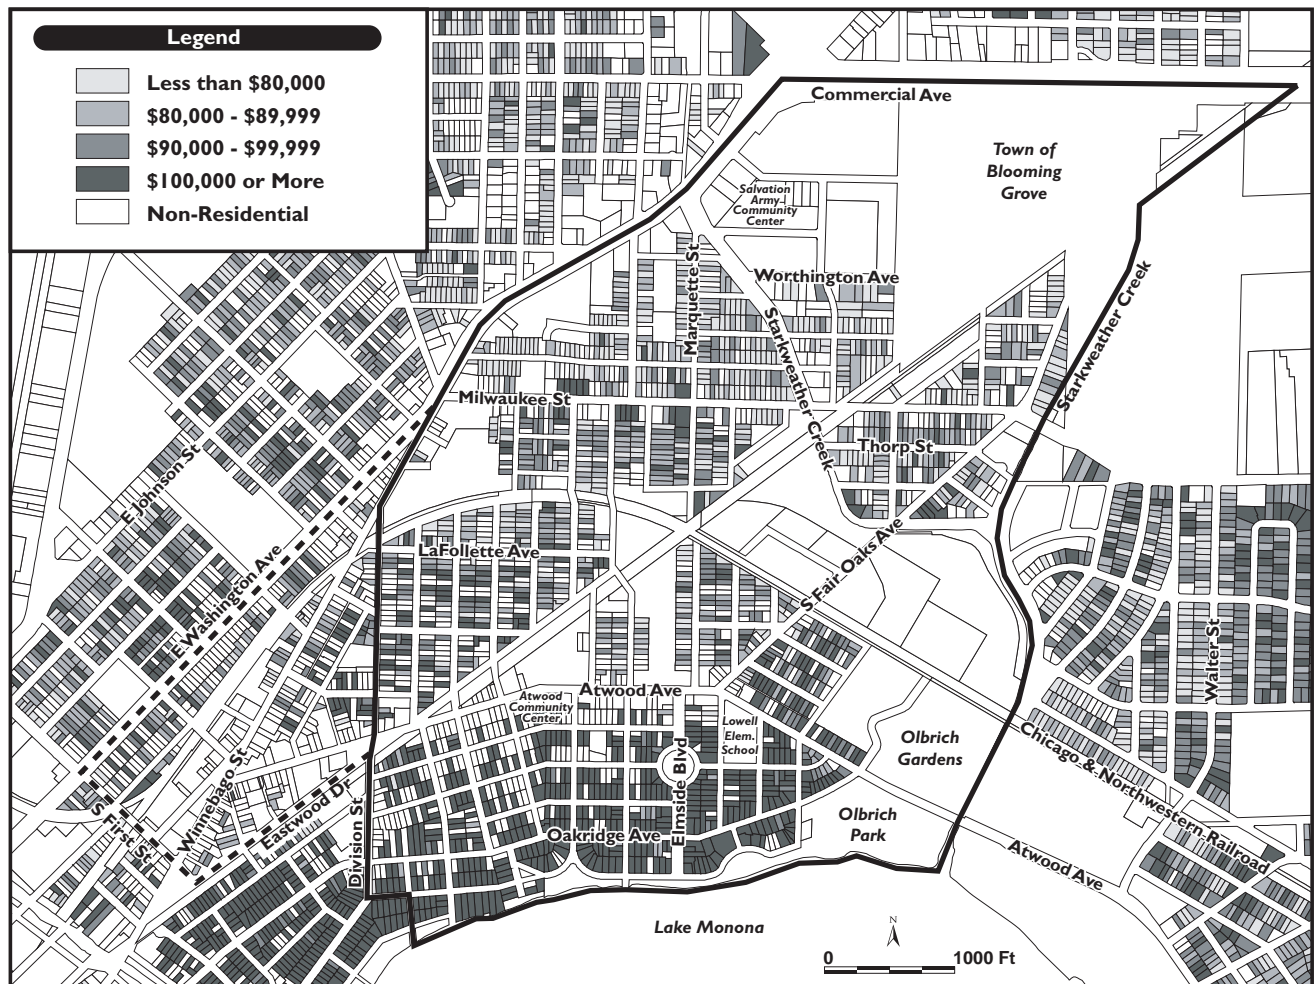 Legend
Less than $80,000
$80,000 - $89,999
$90,000 - $99,999
$100,000 or More
Non-Residential
Commercial Ave
Town of
Blooming
Grove
Salvation
Army
Community
Center
Marquette St
Worthington Ave
Starkweather Creek
S Starkweather Creek
Milwaukee St
Thorp St
E Johnson St
E Washington Ave
LaFollette Ave
S Fair Oaks Ave
Walter St
Atwood Ave
Atwood
Community
Center
Lowell
Elem.
School
Olbrich
Gardens
Chicago & Northwestern Railroad
Elmside Blvd
Winnebago St
S First St
Eastwood Dr
Division St
Oakridge Ave
Olbrich
Park
Atwood Ave
Lake Monona
N
0 1000 Ft